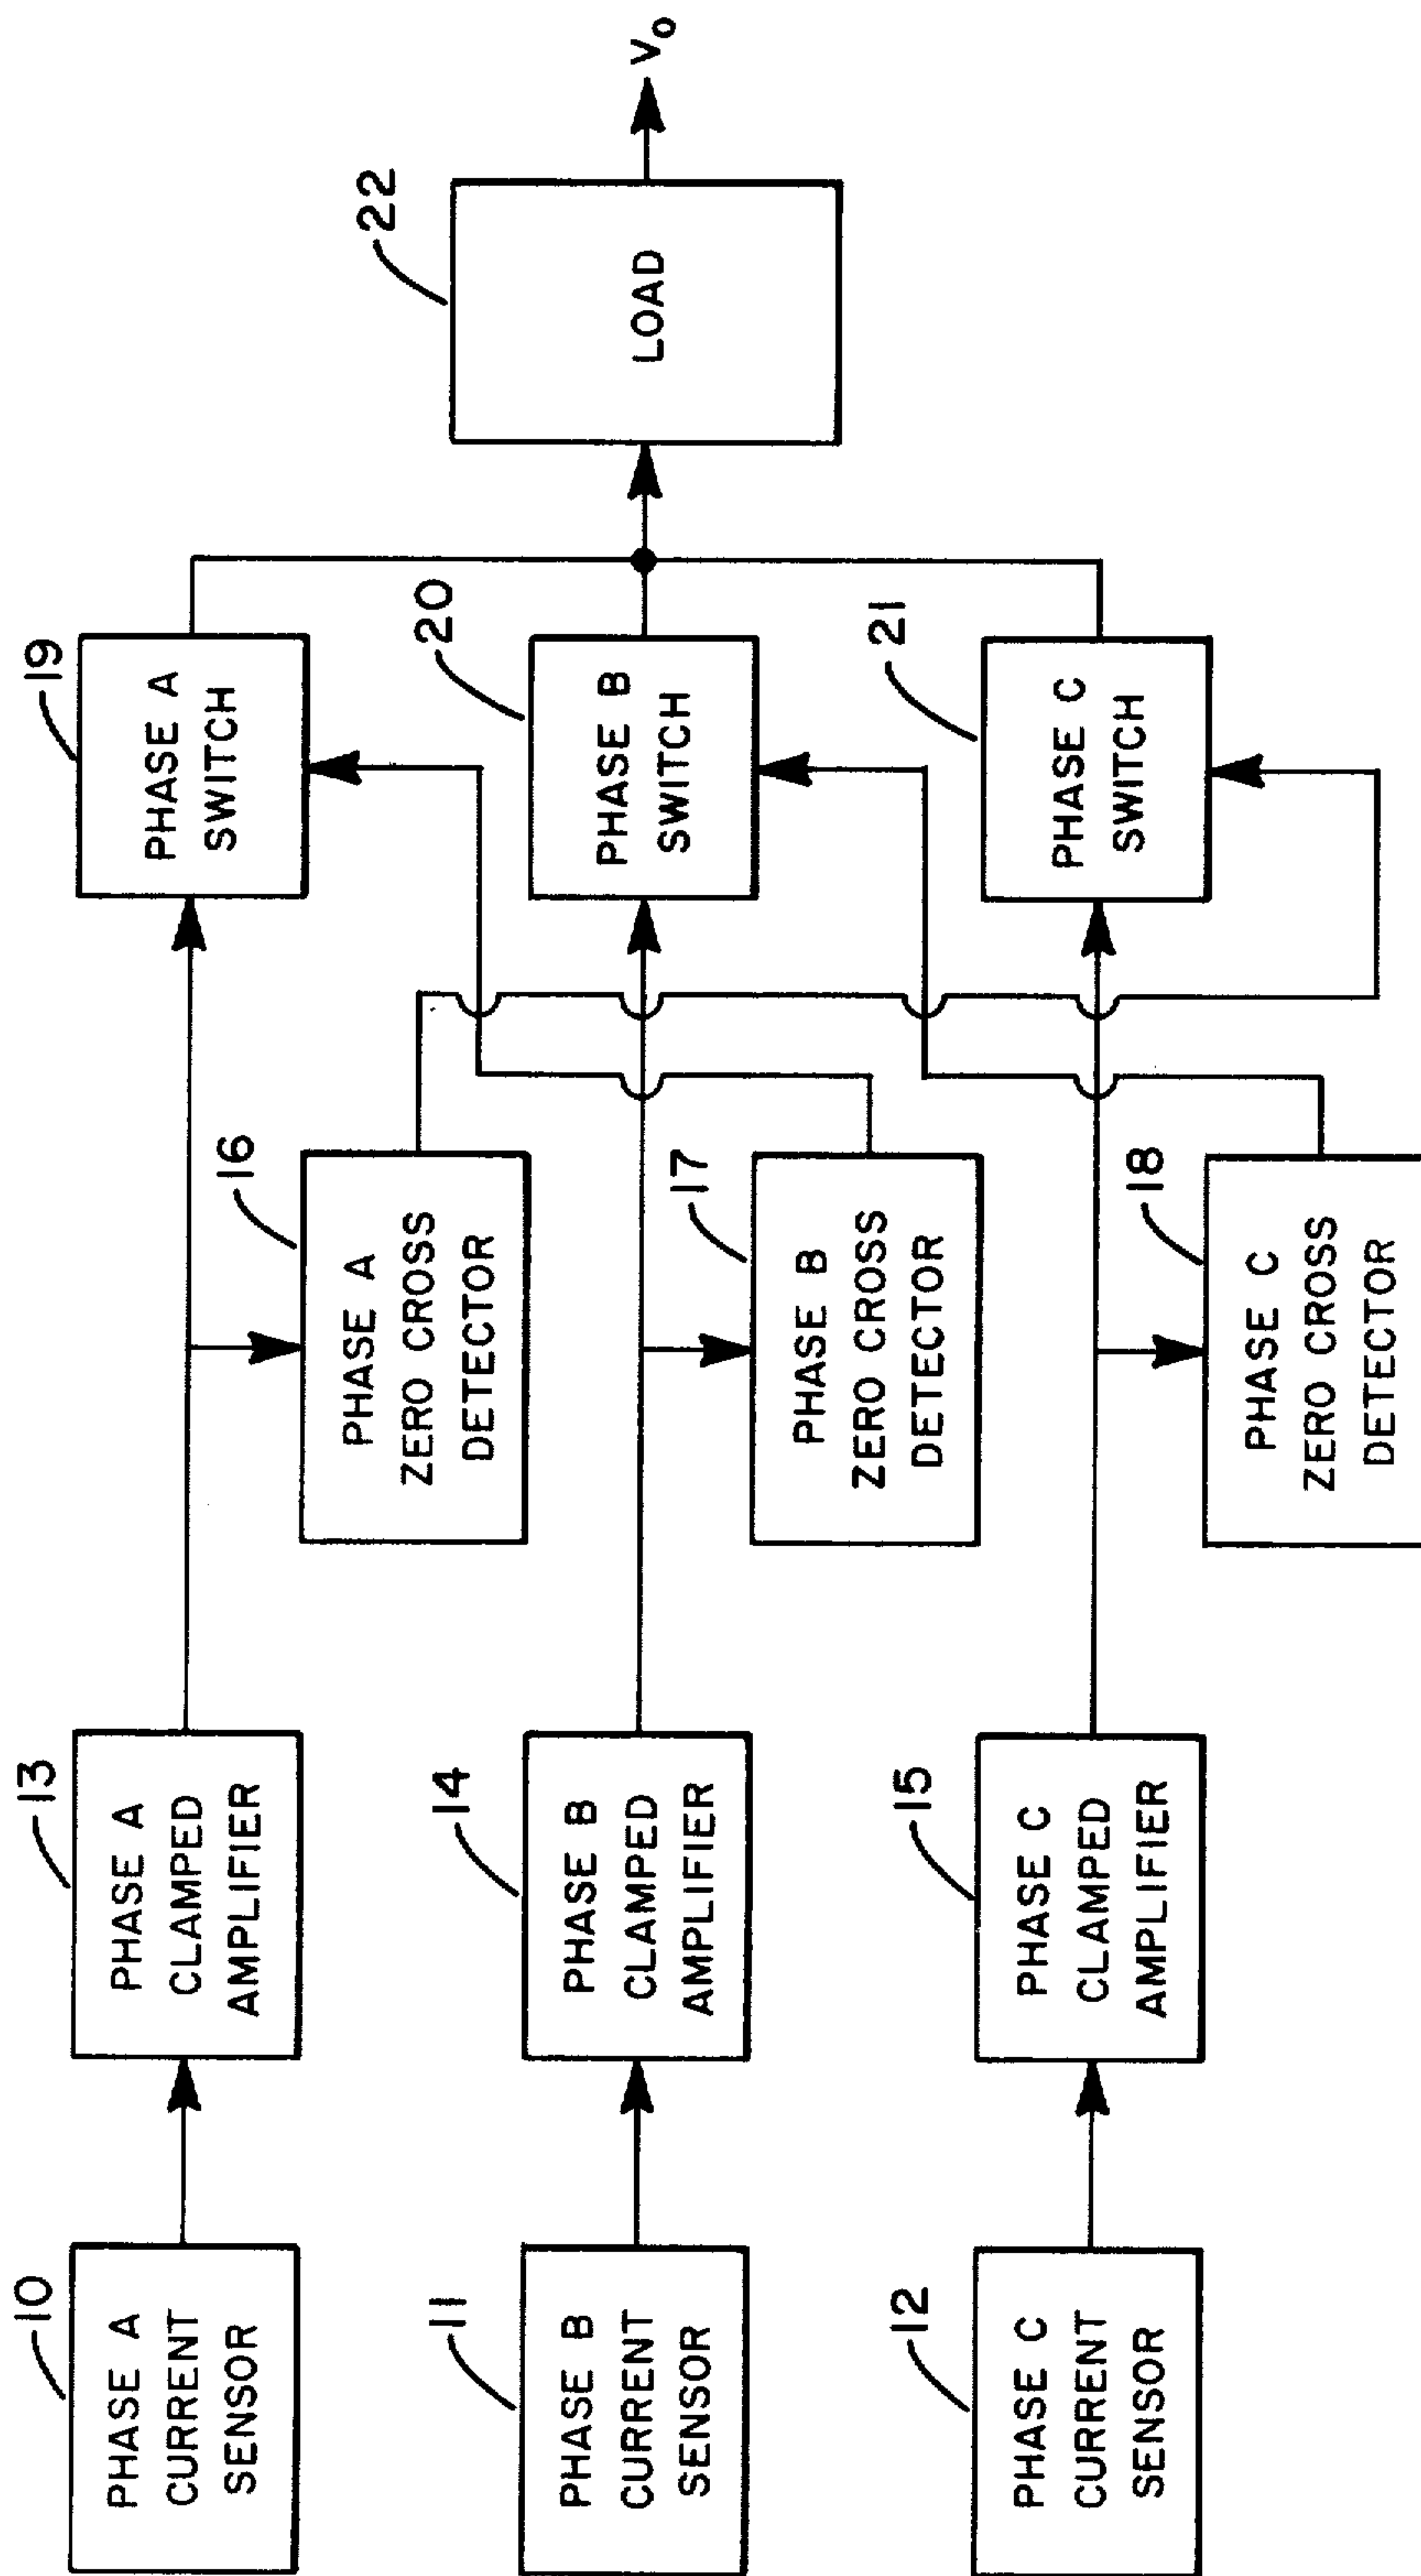 10
PHASE A
CURRENT
SENSOR
13
PHASE A
CLAMPED
AMPLIFIER
16
PHASE A
ZERO CROSS
DETECTOR
19
PHASE A
SWITCH
11
PHASE B
CURRENT
SENSOR
14
PHASE B
CLAMPED
AMPLIFIER
17
PHASE B
ZERO CROSS
DETECTOR
20
PHASE B
SWITCH
22
LOAD
Vo
12
PHASE C
CURRENT
SENSOR
15
PHASE C
CLAMPED
AMPLIFIER
18
PHASE C
ZERO CROSS
DETECTOR
21
PHASE C
SWITCH